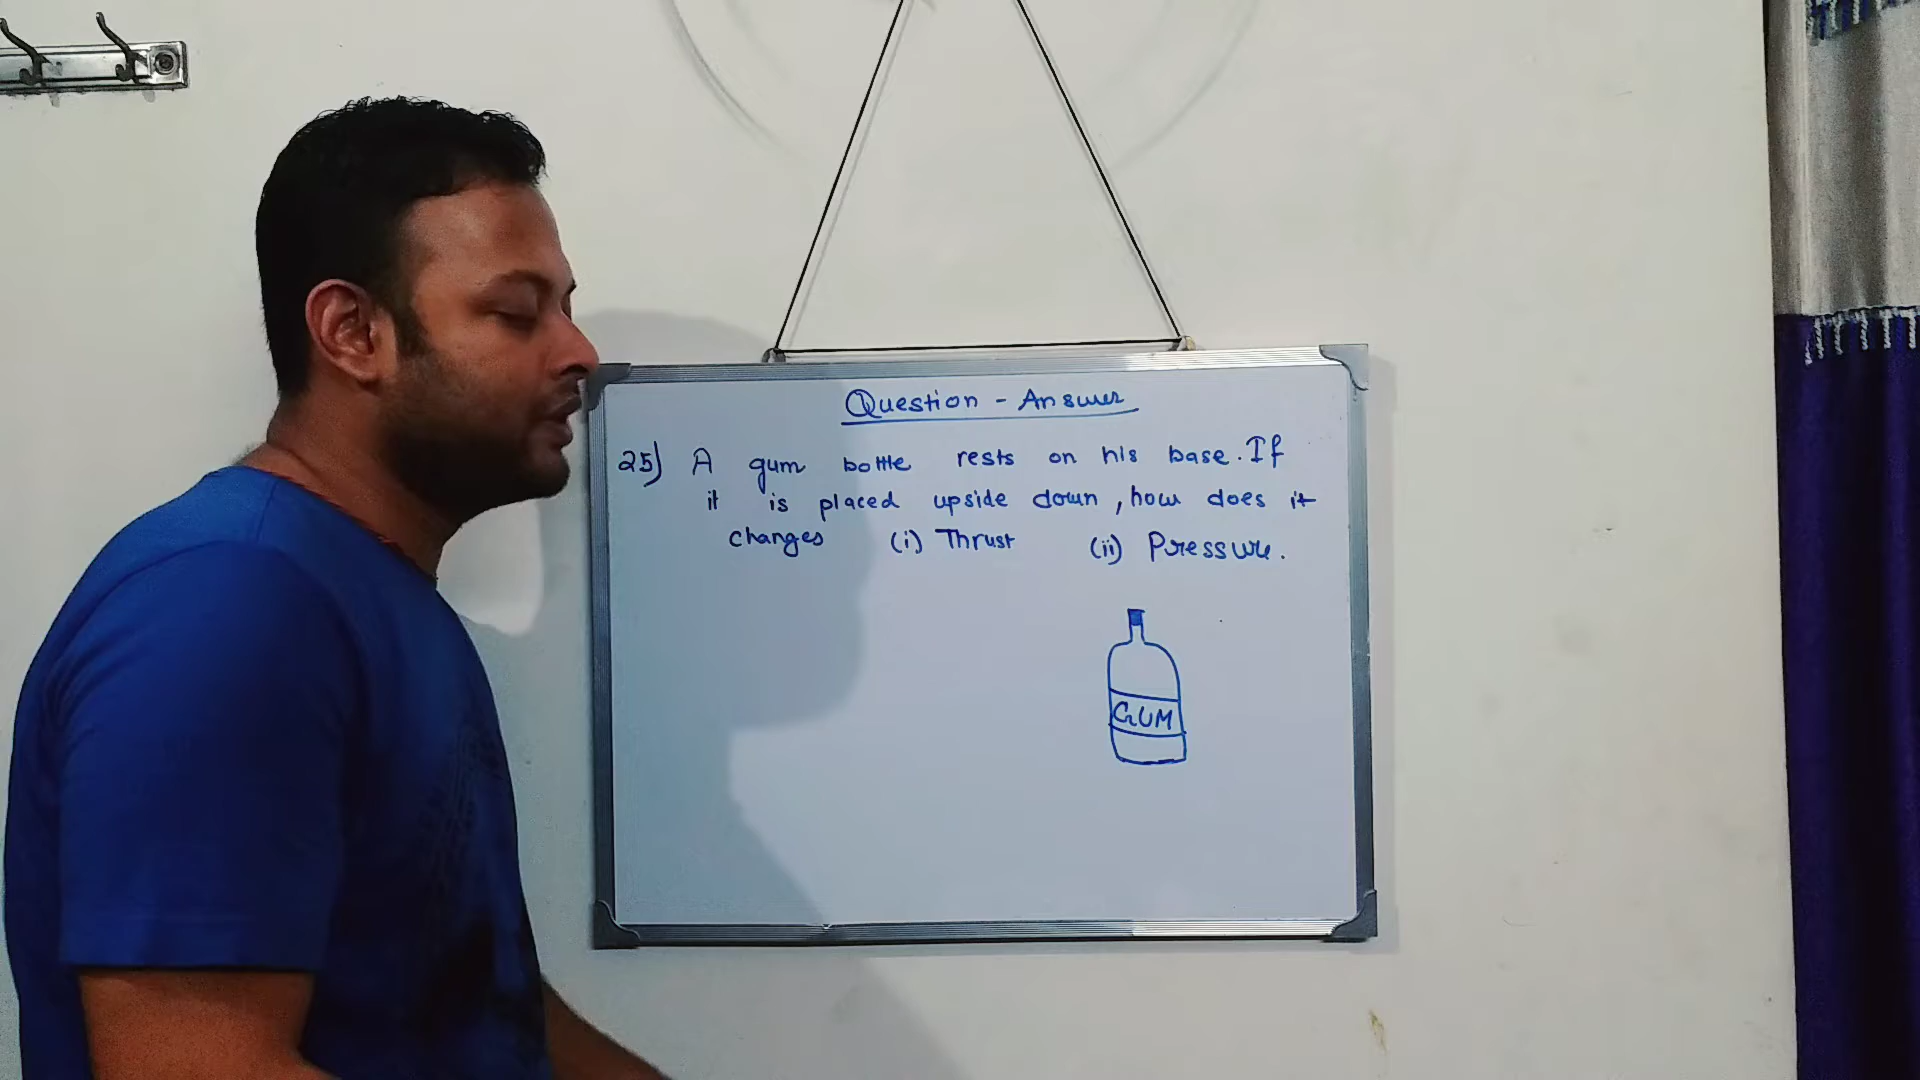 Question - Answer
25) A gum bottle rests on his base. If
it is placed upside down, how does it
changes (i) Thrust (ii) Pressure.
GUM